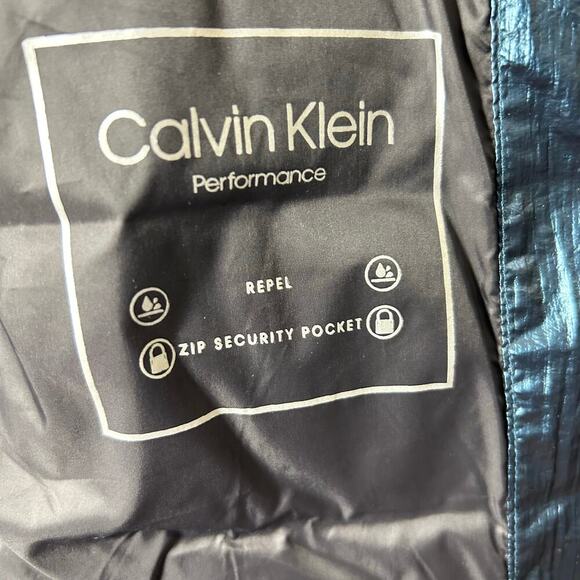 Calvin Klein
Performance
REPEL
ZIP SECURITY POCKET